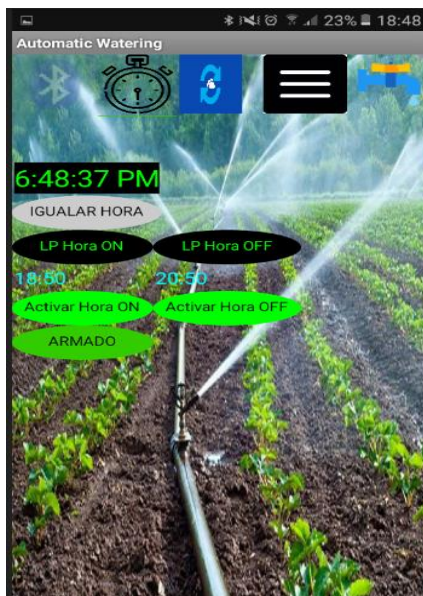 23% 18:48
Automatic Watering
6:48:37 PM
IGUALAR HORA
LP Hora ON LP Hora OFF
18:50 20:50
Activar Hora ON Activar Hora OFF
ARMADO